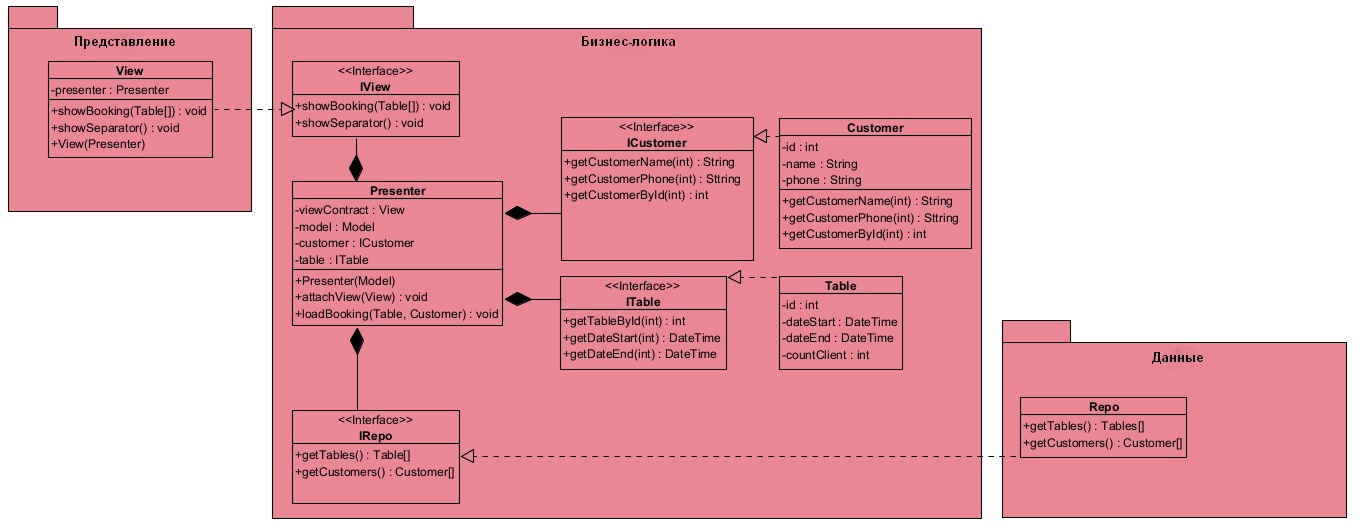 Представление
View
-presenter : Presenter
+showBooking(Table[]) : void
+showSeparator() : void
+View(Presenter)
Бизнес-логика
<<Interface>>
IView
+showBooking(Table[]) : void
+showSeparator() : void
Presenter
-viewContract : View
-model : Model
-customer : ICustomer
-table : ITable
+Presenter(Model)
+attachView(View) : void
+loadBooking(Table, Customer) : void
<<Interface>>
ICustomer
+getCustomerName(int) : String
+getCustomerPhone(int) : Sttring
+getCustomerById(int) : int
Customer
-id : int
-name : String
-phone : String
+getCustomerName(int) : String
+getCustomerPhone(int) : Sttring
+getCustomerById(int) : int
<<Interface>>
ITable
+getTableById(int) : int
+getDateStart(int) : DateTime
+getDateEnd(int) : DateTime
Table
-id : int
-dateStart : DateTime
-dateEnd : DateTime
-countClient : int
<<Interface>>
IRepo
+getTables() : Table[]
+getCustomers() : Customer[]
Данные
Repo
+getTables() : Tables[]
+getCustomers() : Customer[]